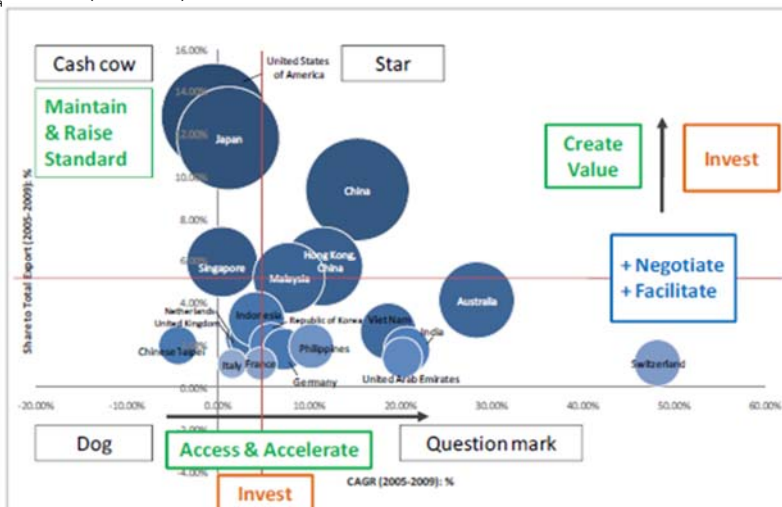 Cash cow
Star
Maintain
& Raise
Standard
Create
Value
Invest
+ Negotiate
+ Facilitate
Share to Total Export (2005-2009): %
16.00%
14.00%
12.00%
10.00%
8.00%
6.00%
4.00%
0.00%
-4.00%
United States
of America
Japan
China
Hong Kong,
China
Singapore
Malaysia
Australia
Netherlands
Indonesia
Republic of Korea
Viet Nam
United Kingdom
India
Chinese Taipei
Philippines
Italy
France
Switzerland
Germany
United Arab Emirates
-20.00%
-10.00%
0.00%
10.00%
20.00%
30.00%
40.00%
50.00%
60.00%
Dog
Access & Accelerate
Question mark
Invest
CAGR (2005-2009): %